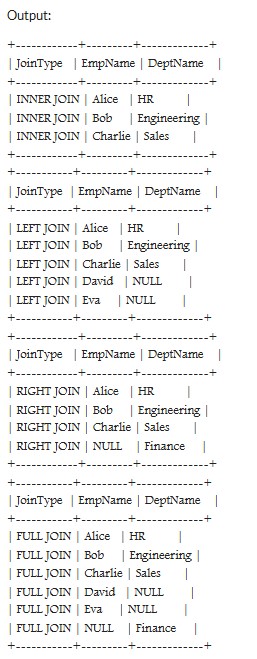 Output:
+------------+---------+-------------+
| JoinType | EmpName | DeptName |
+------------+---------+-------------+
| INNER JOIN | Alice | HR |
| INNER JOIN | Bob | Engineering |
| INNER JOIN | Charlie | Sales |
+------------+---------+-------------+
+------------+---------+-------------+
| JoinType | EmpName | DeptName |
+------------+---------+-------------+
| LEFT JOIN | Alice | HR |
| LEFT JOIN | Bob | Engineering |
| LEFT JOIN | Charlie | Sales |
| LEFT JOIN | David | NULL |
| LEFT JOIN | Eva | NULL |
+------------+---------+-------------+
+------------+---------+-------------+
| JoinType | EmpName | DeptName |
+------------+---------+-------------+
| RIGHT JOIN | Alice | HR |
| RIGHT JOIN | Bob | Engineering |
| RIGHT JOIN | Charlie | Sales |
| RIGHT JOIN | NULL | Finance |
+------------+---------+-------------+
+------------+---------+-------------+
| JoinType | EmpName | DeptName |
+------------+---------+-------------+
| FULL JOIN | Alice | HR |
| FULL JOIN | Bob | Engineering |
| FULL JOIN | Charlie | Sales |
| FULL JOIN | David | NULL |
| FULL JOIN | Eva | NULL |
| FULL JOIN | NULL | Finance |
+------------+---------+-------------+